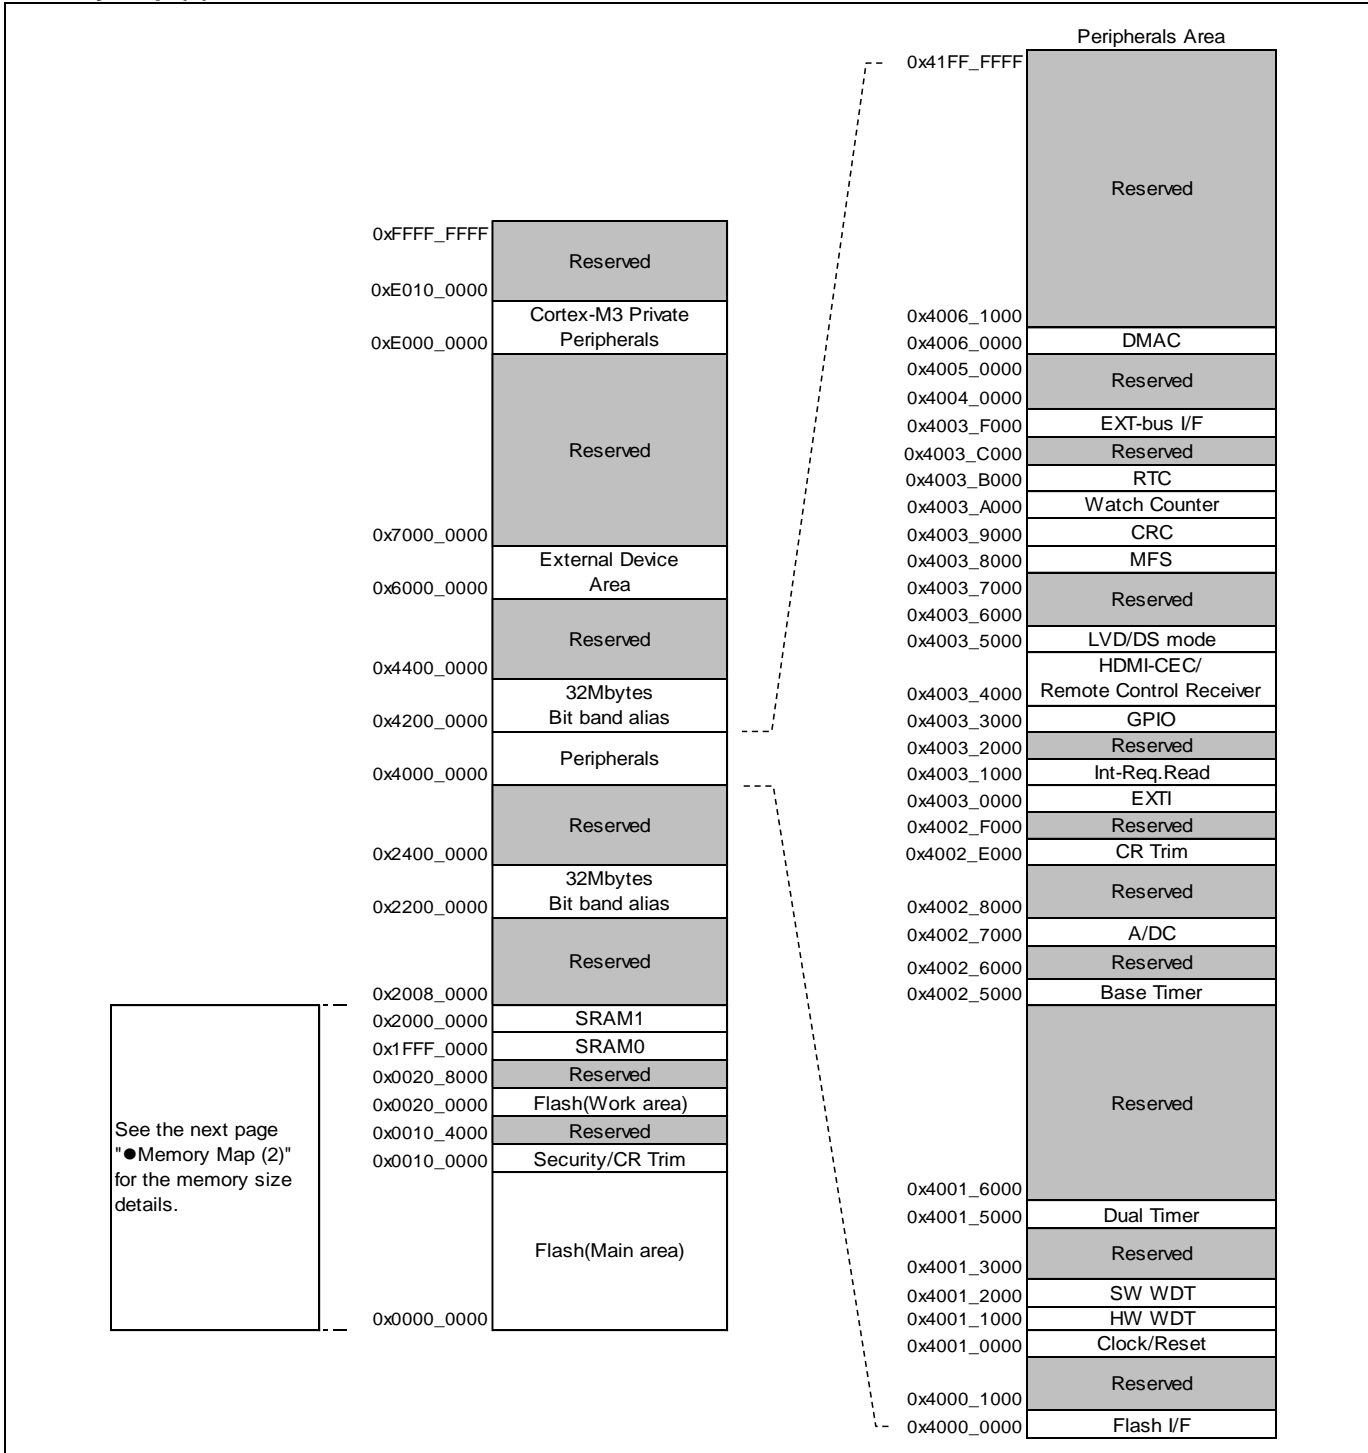 0xFFFF_FFFF
Reserved
0xE010_0000
Cortex-M3 Private
Peripherals
0xE000_0000
Reserved
0x7000_0000
External Device
Area
0x6000_0000
Reserved
0x4400_0000
32Mbytes
Bit band alias
0x4200_0000
Peripherals
0x4000_0000
Reserved
0x2400_0000
32Mbytes
Bit band alias
0x2200_0000
Reserved
0x2008_0000
0x2000_0000 SRAM1
0x1FFF_0000 SRAM0
0x0020_8000 Reserved
0x0020_0000 Flash(Work area)
0x0010_4000 Reserved
0x0010_0000 Security/CR Trim
Flash(Main area)
0x0000_0000
See the next page
"●Memory Map (2)"
for the memory size
details.
Peripherals Area
0x41FF_FFFF
Reserved
0x4006_1000
0x4006_0000 DMAC
0x4005_0000
Reserved
0x4004_0000
0x4003_F000 EXT-bus I/F
0x4003_C000 Reserved
0x4003_B000 RTC
0x4003_A000 Watch Counter
0x4003_9000 CRC
0x4003_8000 MFS
0x4003_7000
Reserved
0x4003_6000
0x4003_5000 LVD/DS mode
HDMI-CEC/
0x4003_4000 Remote Control Receiver
0x4003_3000 GPIO
0x4003_2000 Reserved
0x4003_1000 Int-Req.Read
0x4003_0000 EXTI
0x4002_F000 Reserved
0x4002_E000 CR Trim
Reserved
0x4002_8000
0x4002_7000 A/DC
0x4002_6000 Reserved
0x4002_5000 Base Timer
Reserved
0x4001_6000
0x4001_5000 Dual Timer
Reserved
0x4001_3000
0x4001_2000 SW WDT
0x4001_1000 HW WDT
0x4001_0000 Clock/Reset
Reserved
0x4000_1000
0x4000_0000 Flash I/F